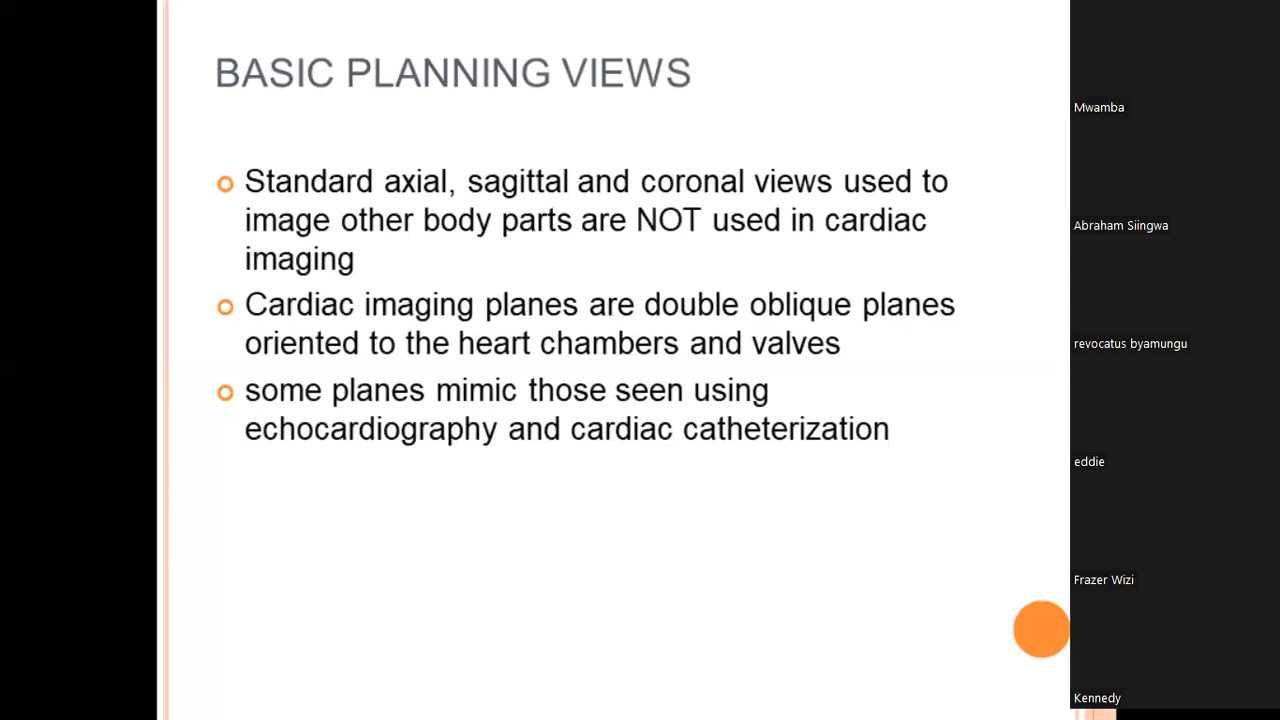 BASIC PLANNING VIEWS
Standard axial, sagittal and coronal views used to
image other body parts are NOT used in cardiac
imaging
Cardiac imaging planes are double oblique planes
oriented to the heart chambers and valves
some planes mimic those seen using
echocardiography and cardiac catheterization
Mwamba
Abraham Siingwa
revocatus byamungu
eddie
Frazer Wizi
Kennedy